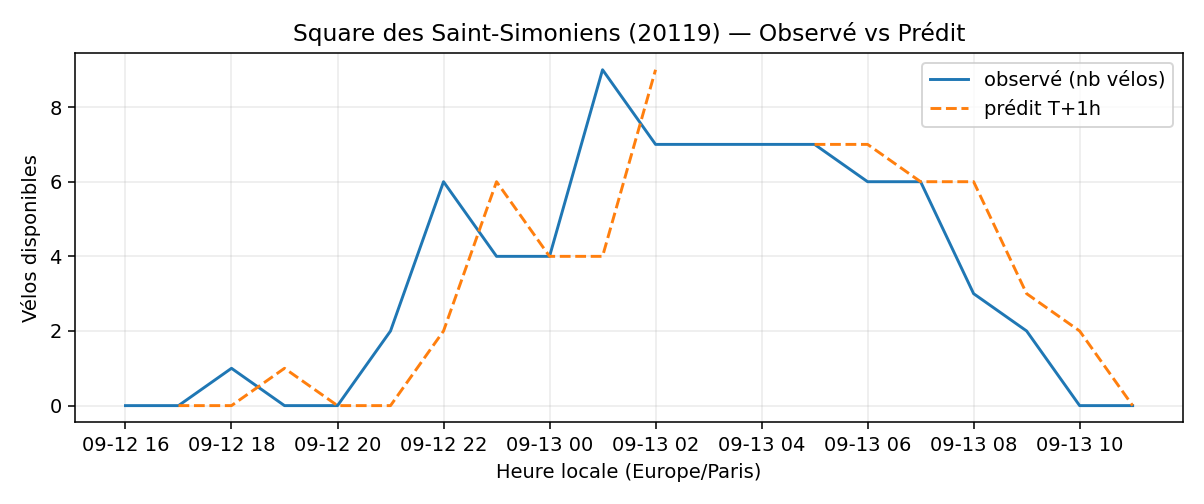 Square des Saint-Simoniens (20119) — Observé vs Prédit
observé (nb vélos)
prédit T+1h
Vélos disponibles
8
6
4
2
0
09-12 16 09-12 18 09-12 20 09-12 22 09-13 00 09-13 02 09-13 04 09-13 06 09-13 08 09-13 10
Heure locale (Europe/Paris)